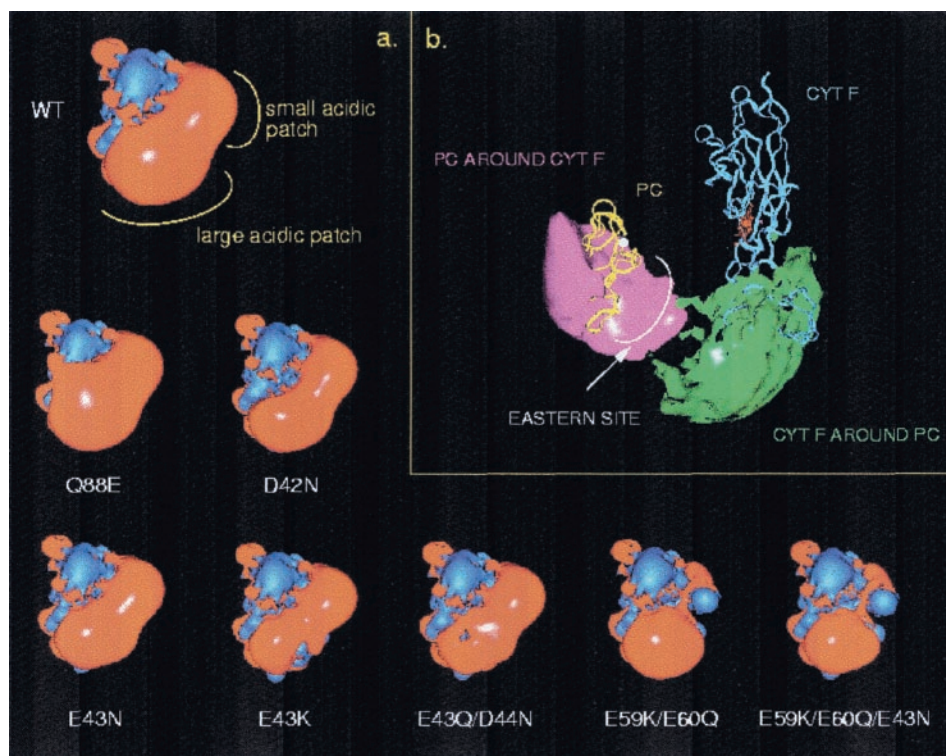 a.
WT
small acidic
patch
large acidic patch
b.
CYT F
PC AROUND CYT F
PC
EASTERN SITE
CYT F AROUND PC
Q88E
D42N
E43N
E43K
E43Q/D44N
E59K/E60Q
E59K/E60Q/E43N